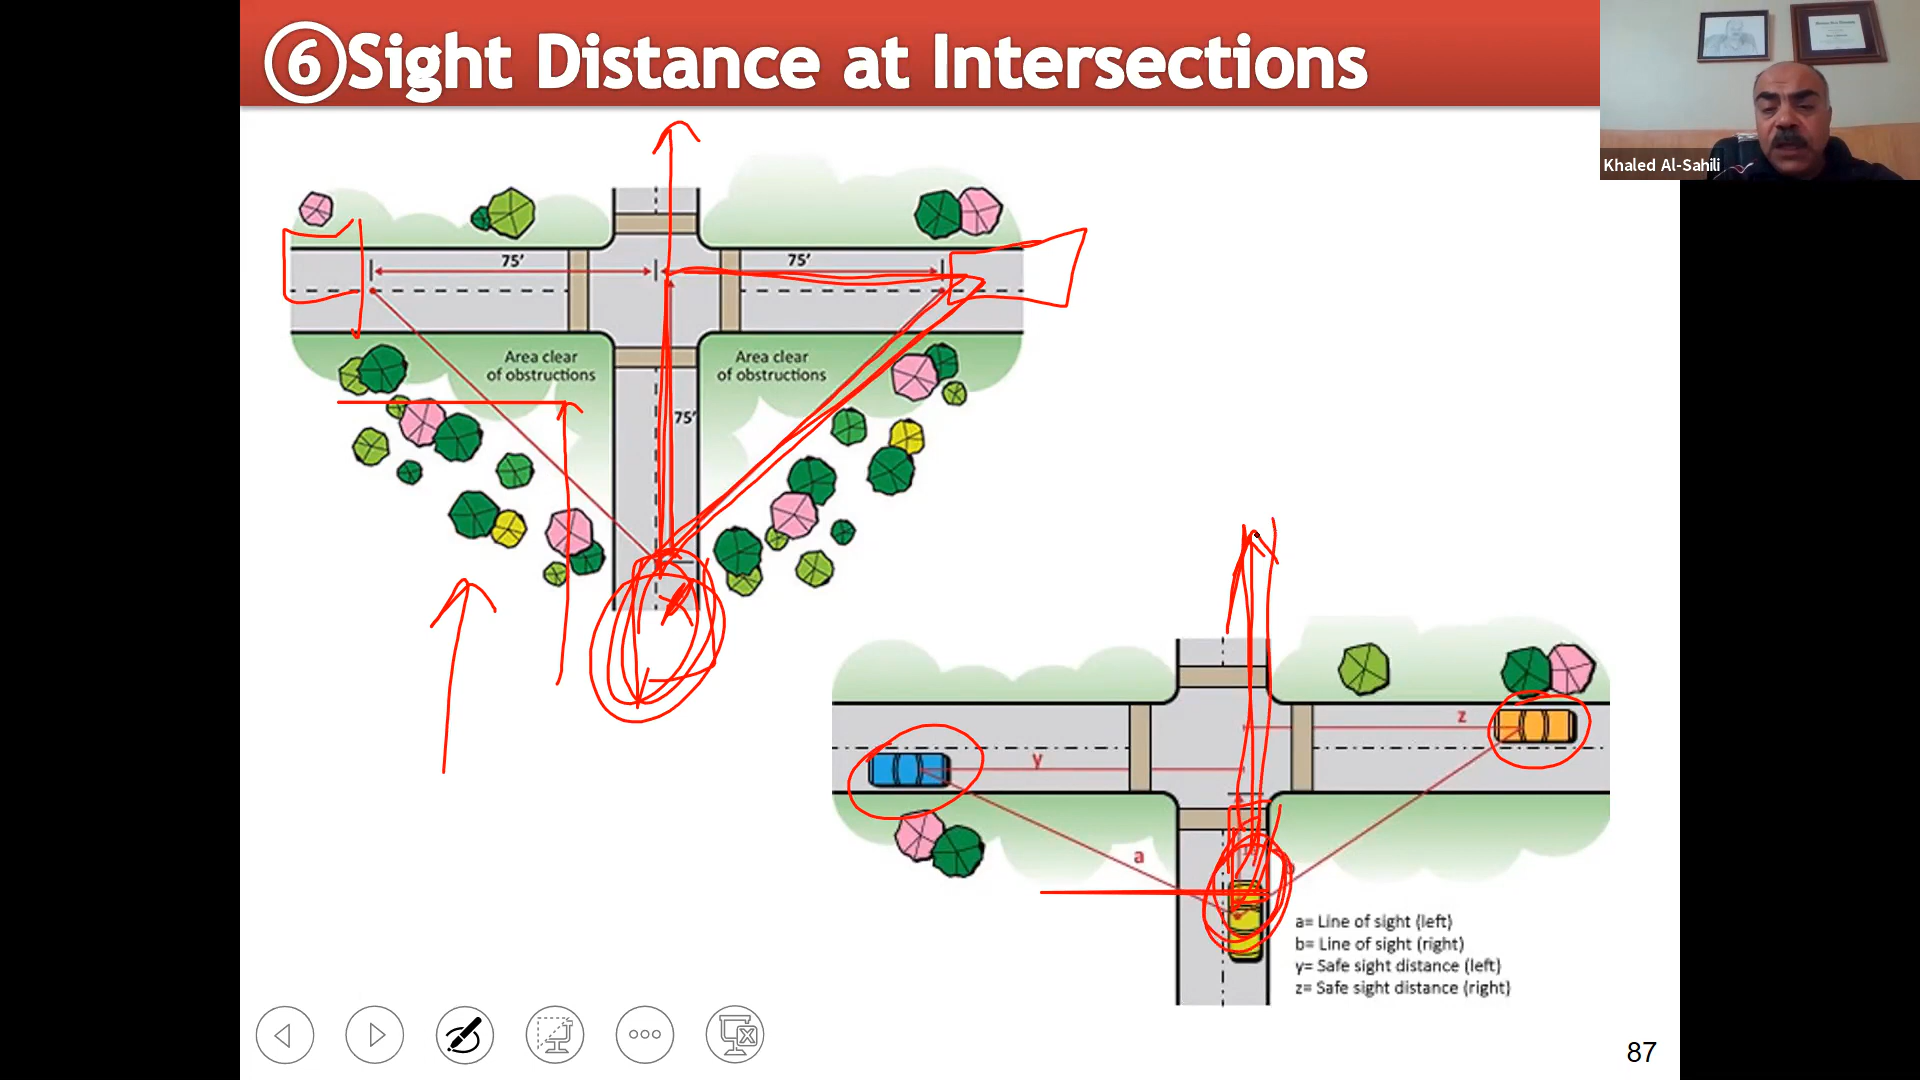 ⑥Sight Distance at Intersections
Khaled Al-Sahili
75' 75'
Area clear
of obstructions
Area clear
of obstructions
75'
z
y
a
a= Line of sight (left)
b= Line of sight (right)
y= Safe sight distance (left)
z= Safe sight distance (right)
87